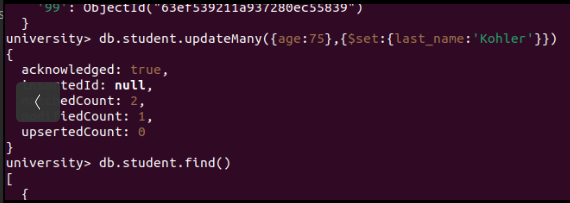 '99': ObjectId("63ef539211a937280ec55839")
}
university> db.student.updateMany({age:75},{$set:{last_name:'Kohler'}})
{
acknowledged: true,
tedId: null,
edCount: 2,
iedCount: 1,
upsertedCount: 0
}
university> db.student.find()
[
{